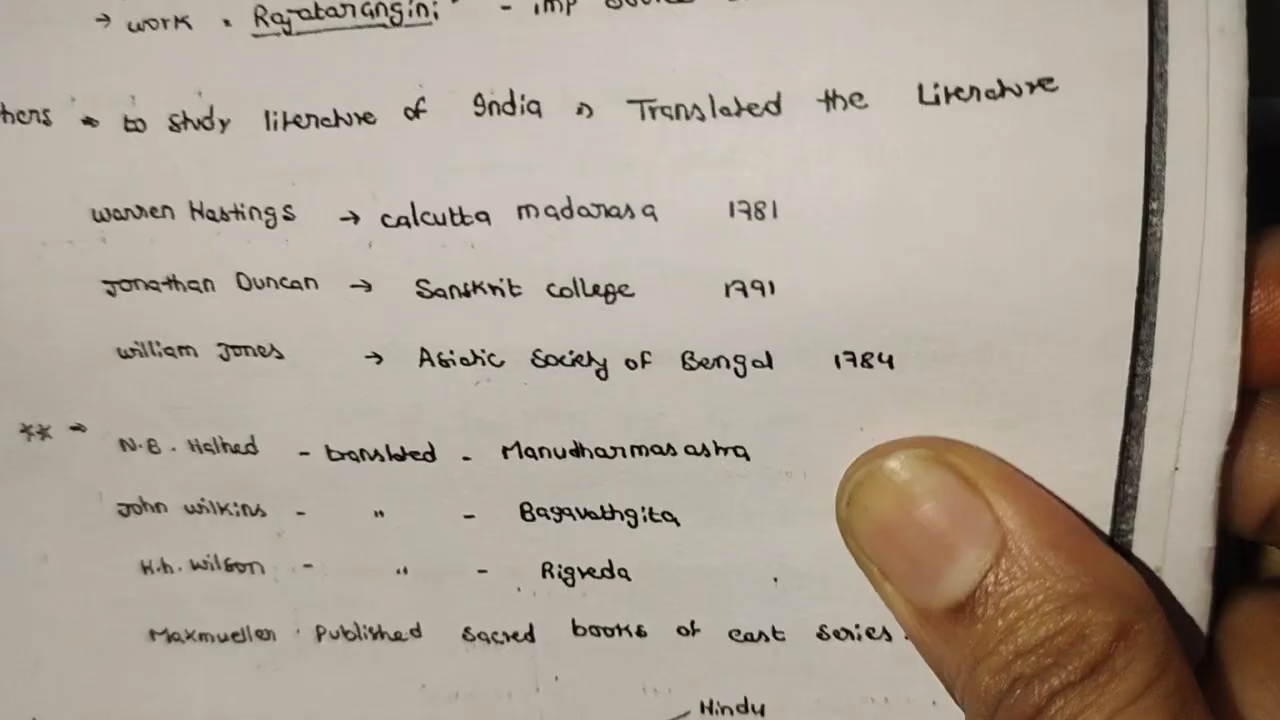 → work • Rajatarangini - imp
hers → to study literature of India → Translated the Literature
Warren Hastings → Calcutta madarasa 1781
Jonathan Duncan → Sanskrit college 1791
William Jones → Asiatic Society of Bengal 1784
** → N.B. Halhed - translated - Manudharmasastra
John Wilkins - " - Bagavathgita
H.h. Wilson - " - Rigveda
Maxmueller Published sacred books of east series.
Hindu